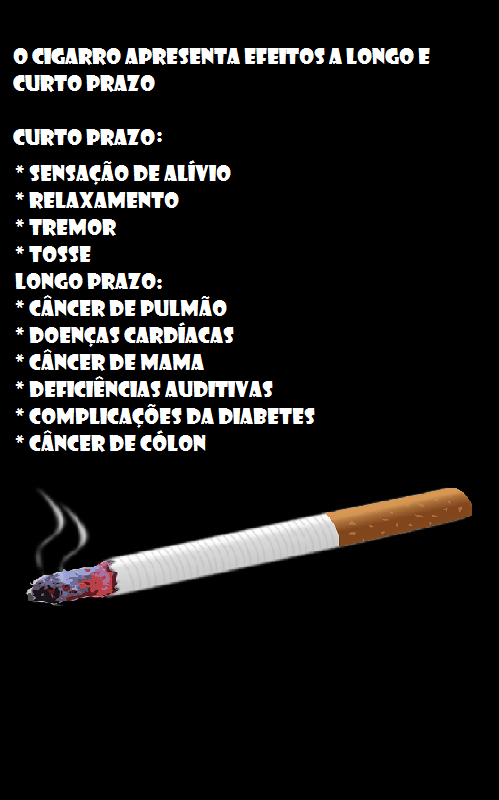 O CIGARRO APRESENTA EFEITOS A LONGO E
CURTO PRAZO
CURTO PRAZO:
* SENSAÇÃO DE ALÍVIO
* RELAXAMENTO
* TREMOR
* TOSSE
LONGO PRAZO:
* CÂNCER DE PULMÃO
* DOENÇAS CARDÍACAS
* CÂNCER DE MAMA
* DEFICIÊNCIAS AUDITIVAS
* COMPLICAÇÕES DA DIABETES
* CÂNCER DE CÓLON